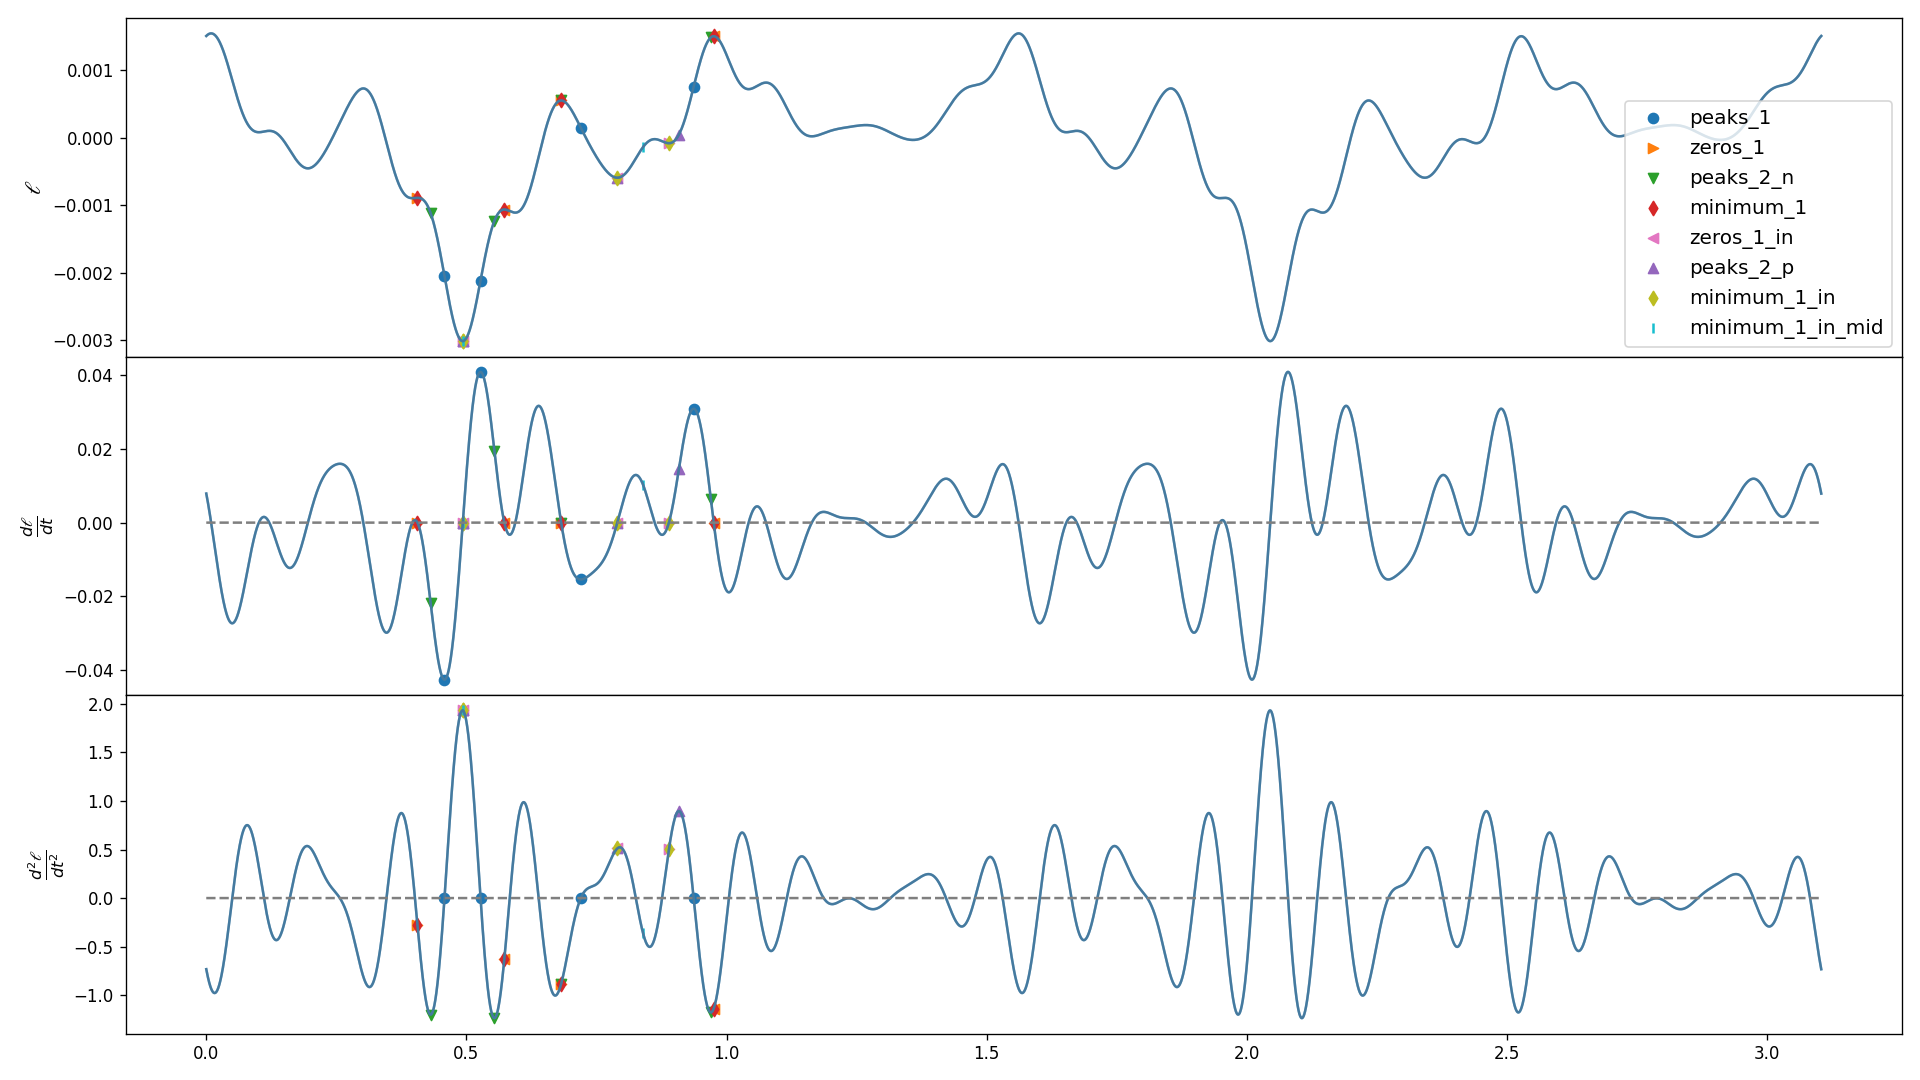 0.001
0.000
−0.001
−0.002
−0.003
ℓ
peaks_1
zeros_1
peaks_2_n
minimum_1
zeros_1_in
peaks_2_p
minimum_1_in
minimum_1_in_mid
0.04
0.02
0.00
−0.02
−0.04
dℓ
dt
2.0
1.5
1.0
0.5
0.0
−0.5
−1.0
d²ℓ
dt²
0.0 0.5 1.0 1.5 2.0 2.5 3.0